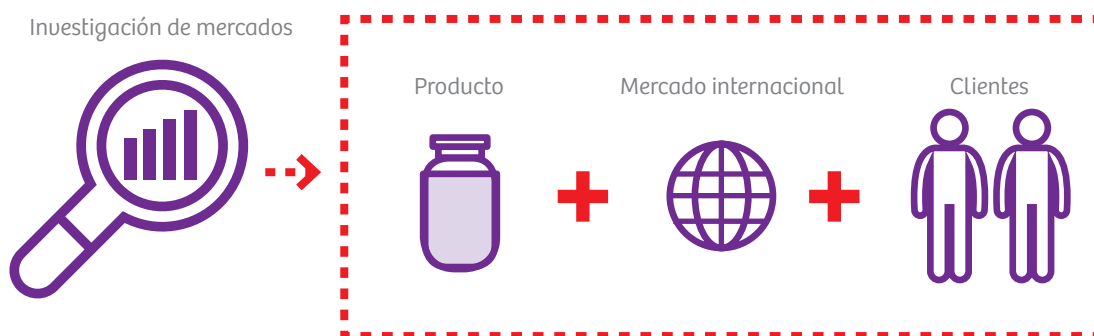 Investigación de mercados
Producto
Mercado internacional
Clientes